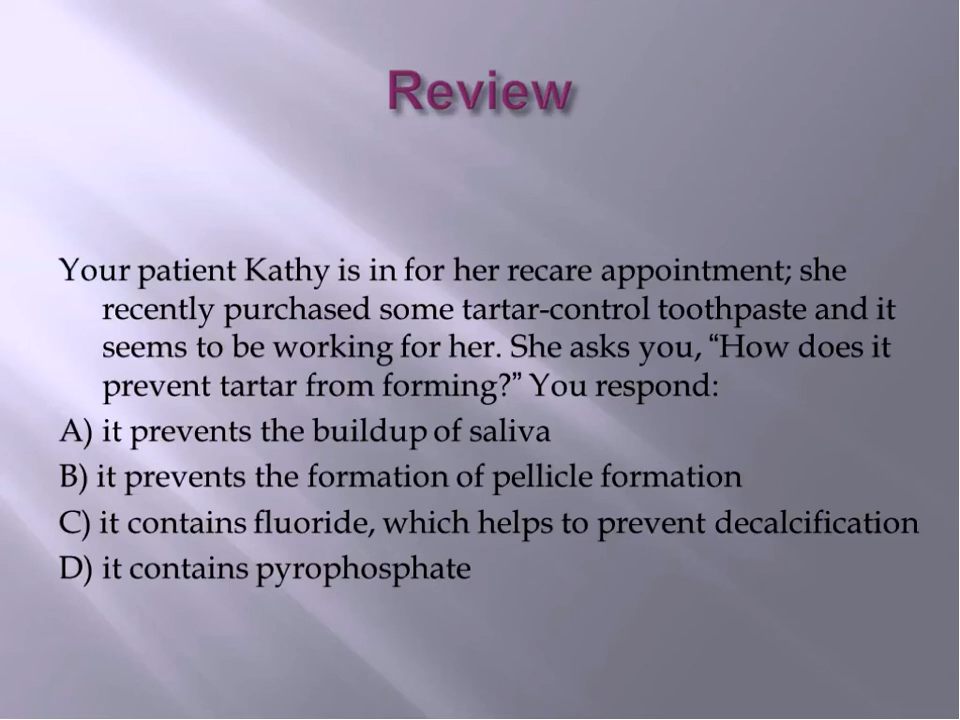 Review
Your patient Kathy is in for her recare appointment; she
recently purchased some tartar-control toothpaste and it
seems to be working for her. She asks you, “How does it
prevent tartar from forming?” You respond:
A) it prevents the buildup of saliva
B) it prevents the formation of pellicle formation
C) it contains fluoride, which helps to prevent decalcification
D) it contains pyrophosphate